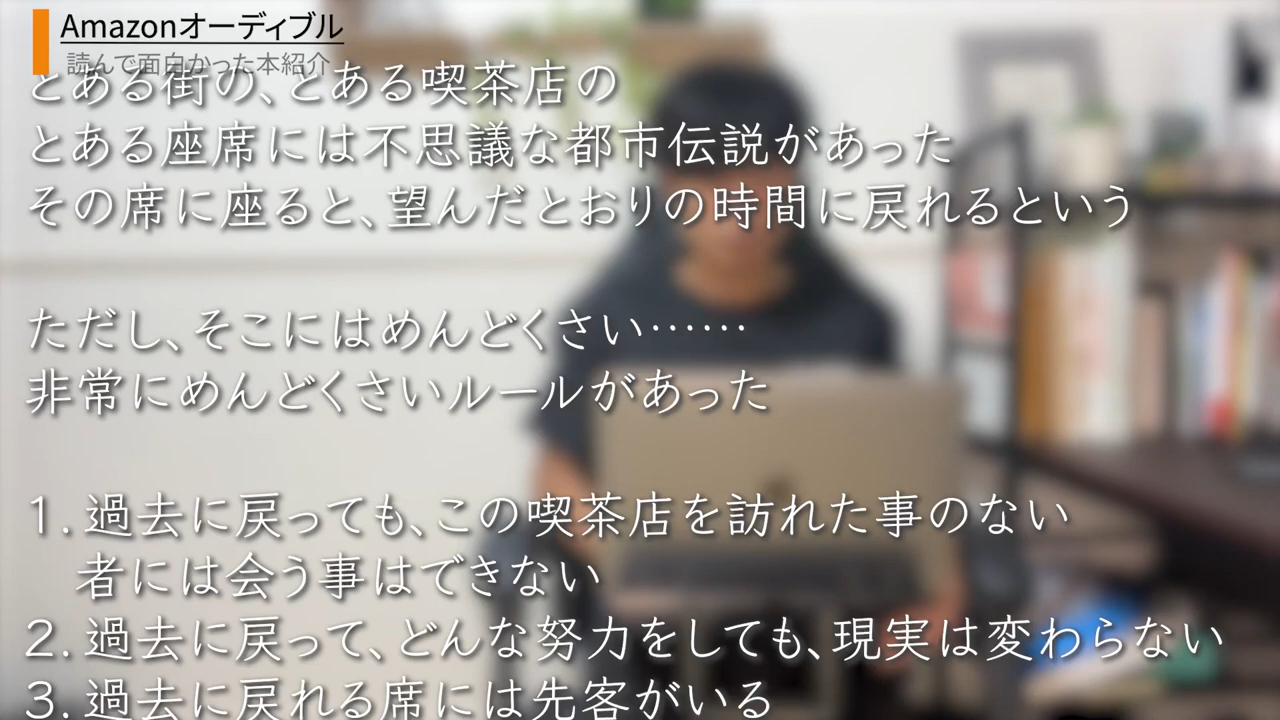 Amazonオーディブル
読んで面白かった本紹介
とある街の、とある喫茶店の
とある座席には不思議な都市伝説があった
その席に座ると、望んだとおりの時間に戻れるという
ただし、そこにはめんどくさい……
非常にめんどくさいルールがあった
1. 過去に戻っても、この喫茶店を訪れた事のない
者には会う事はできない
2. 過去に戻って、どんな努力をしても、現実は変わらない
3. 過去に戻れる席には先客がいる